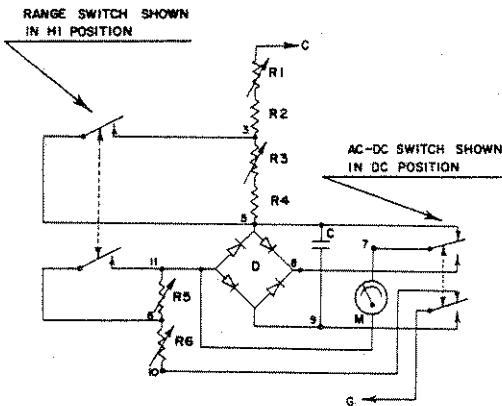 RANGE SWITCH SHOWN
IN HI POSITION
C
R1
R2
3
R3
AC-DC SWITCH SHOWN
IN DC POSITION
R4
5
C
7
11
D
8
R5
6
9
M
R6
10
G